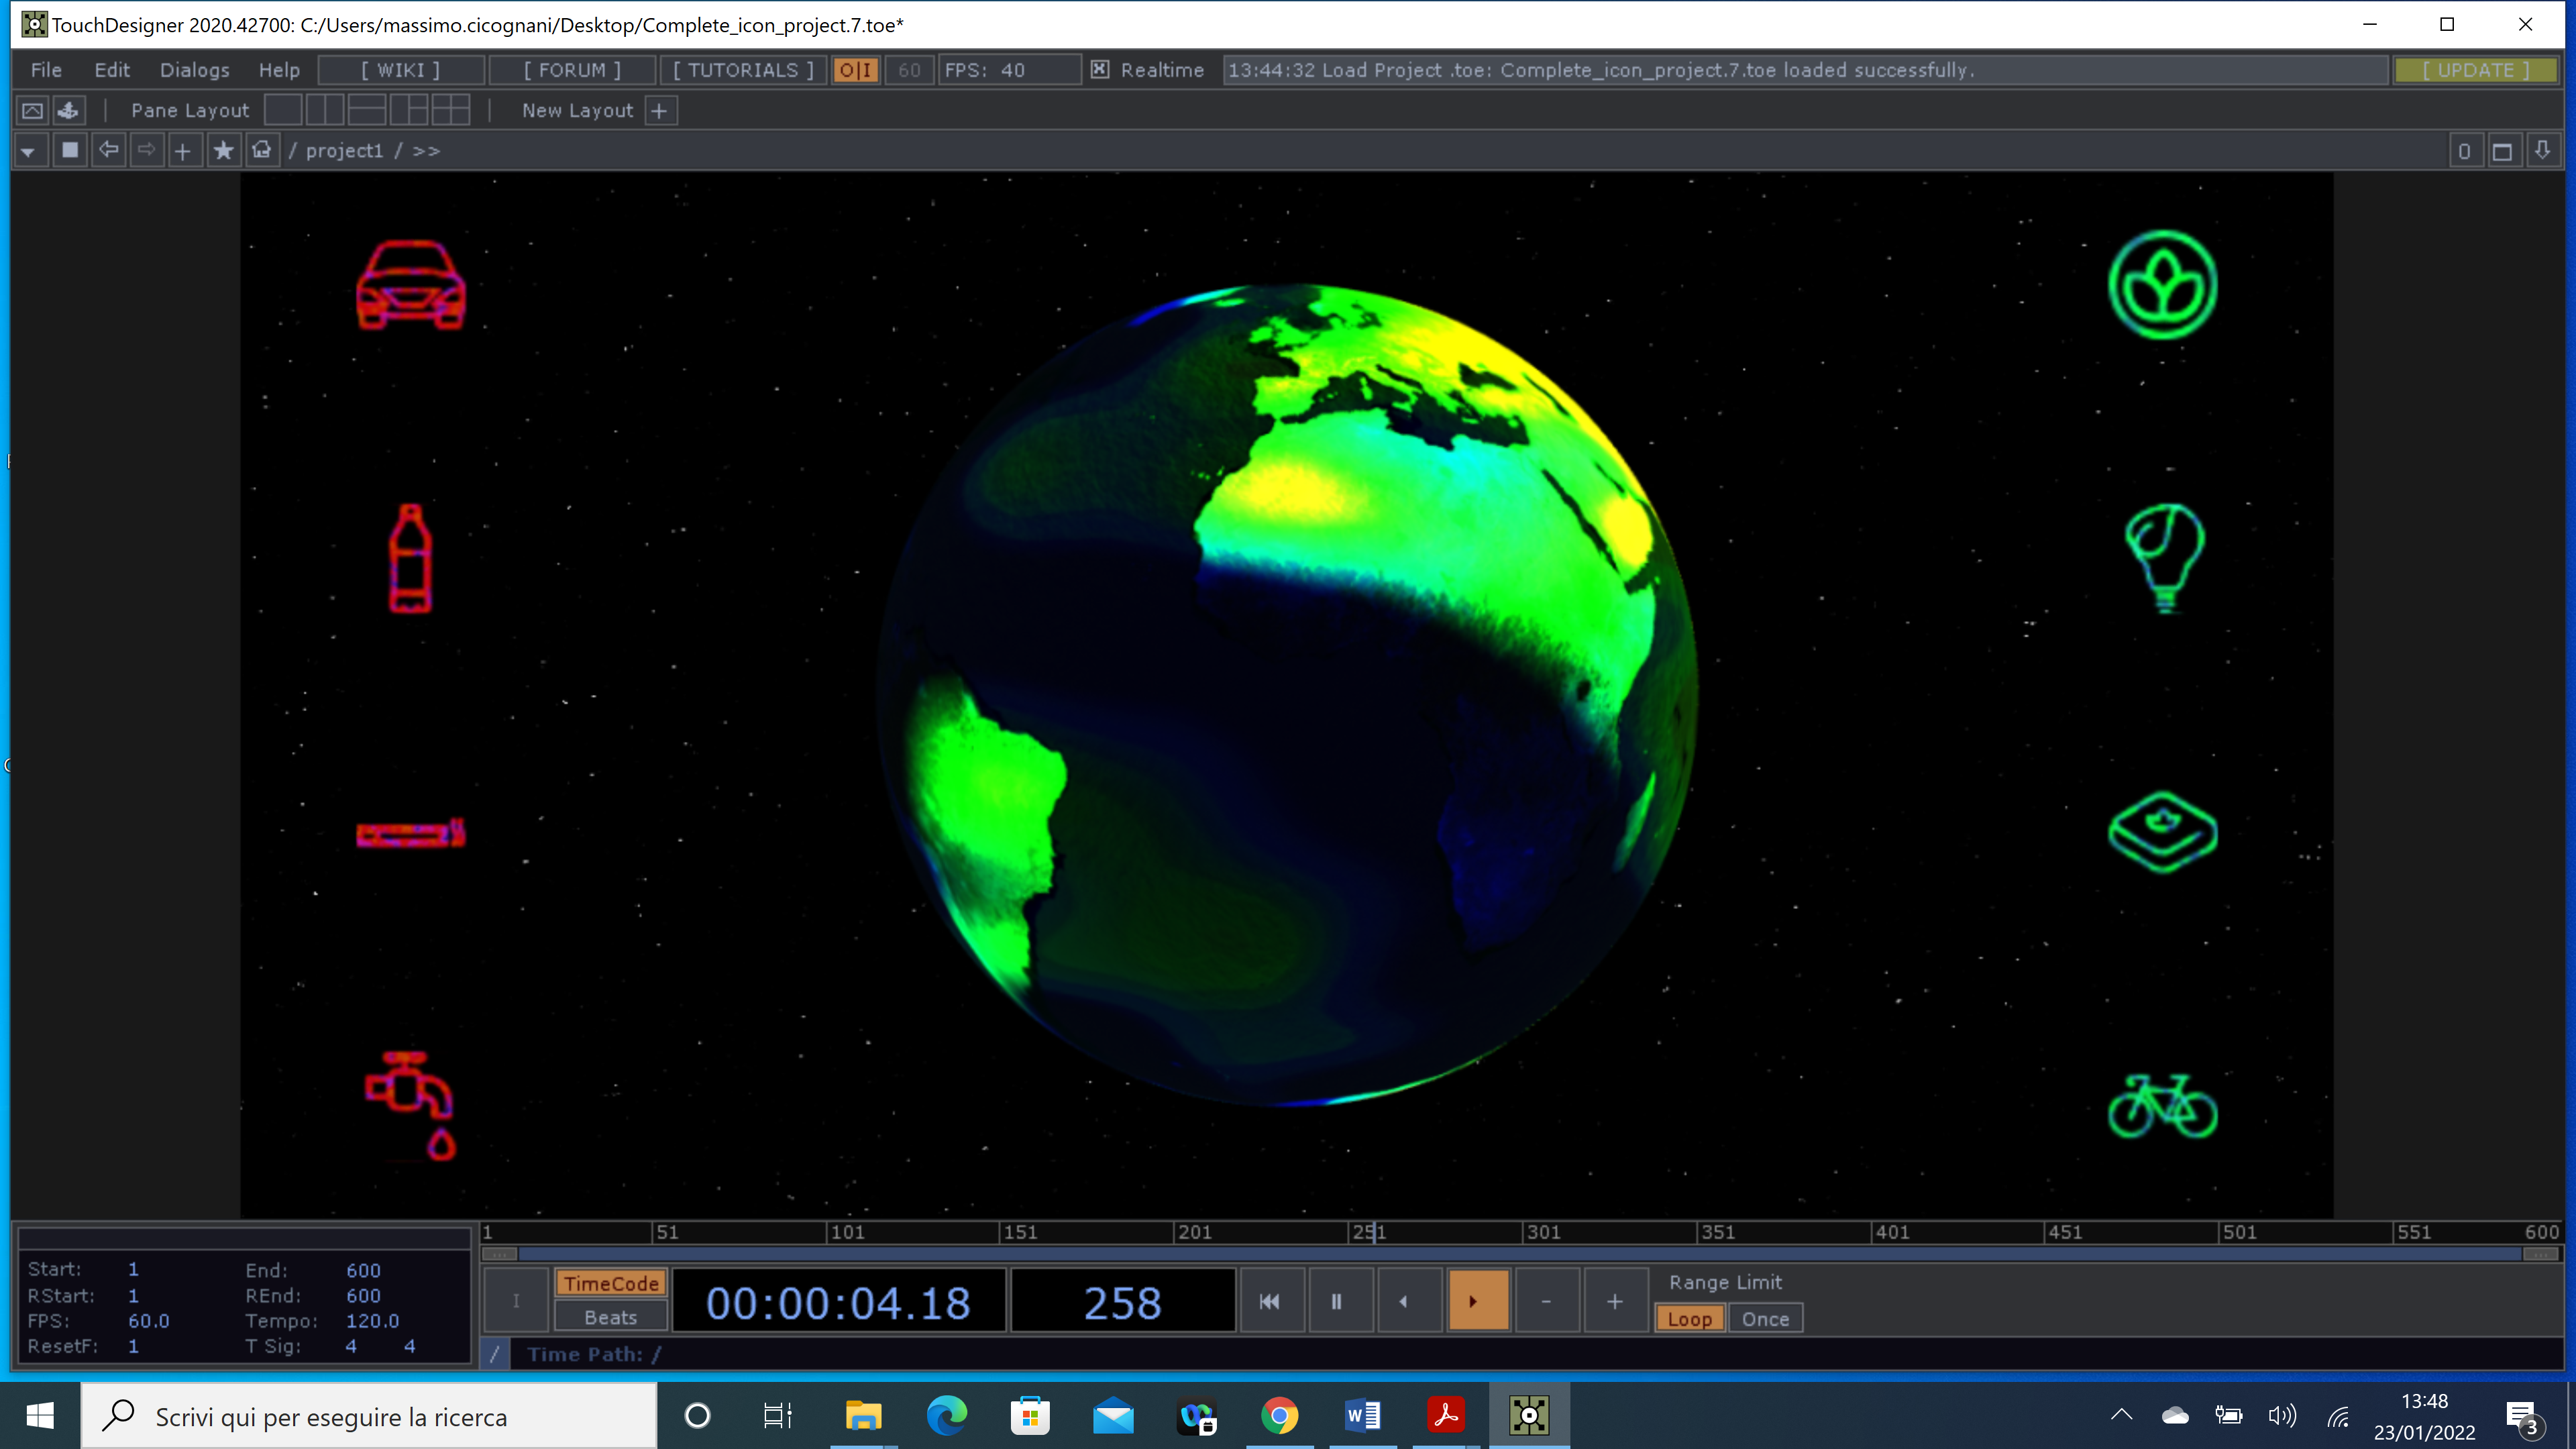 TouchDesigner 2020.42700: C:/Users/massimo.cicognani/Desktop/Complete_icon_project.7.toe*
File Edit Dialogs Help [ WIKI ] [ FORUM ] [ TUTORIALS ] O|I 60 FPS: 40 Realtime 13:44:32 Load Project .toe: Complete_icon_project.7.toe loaded successfully. [ UPDATE ]
Pane Layout New Layout +
/ project1 / >> 0
1 51 101 151 201 251 301 351 401 451 501 551 600
Start: 1 End: 600
RStart: 1 REnd: 600
FPS: 60.0 Tempo: 120.0
ResetF: 1 T Sig: 4 4
I TimeCode Beats 00:00:04.18 258 - + Range Limit Loop Once
/ Time Path: /
Scrivi qui per eseguire la ricerca
13:48
23/01/2022
3